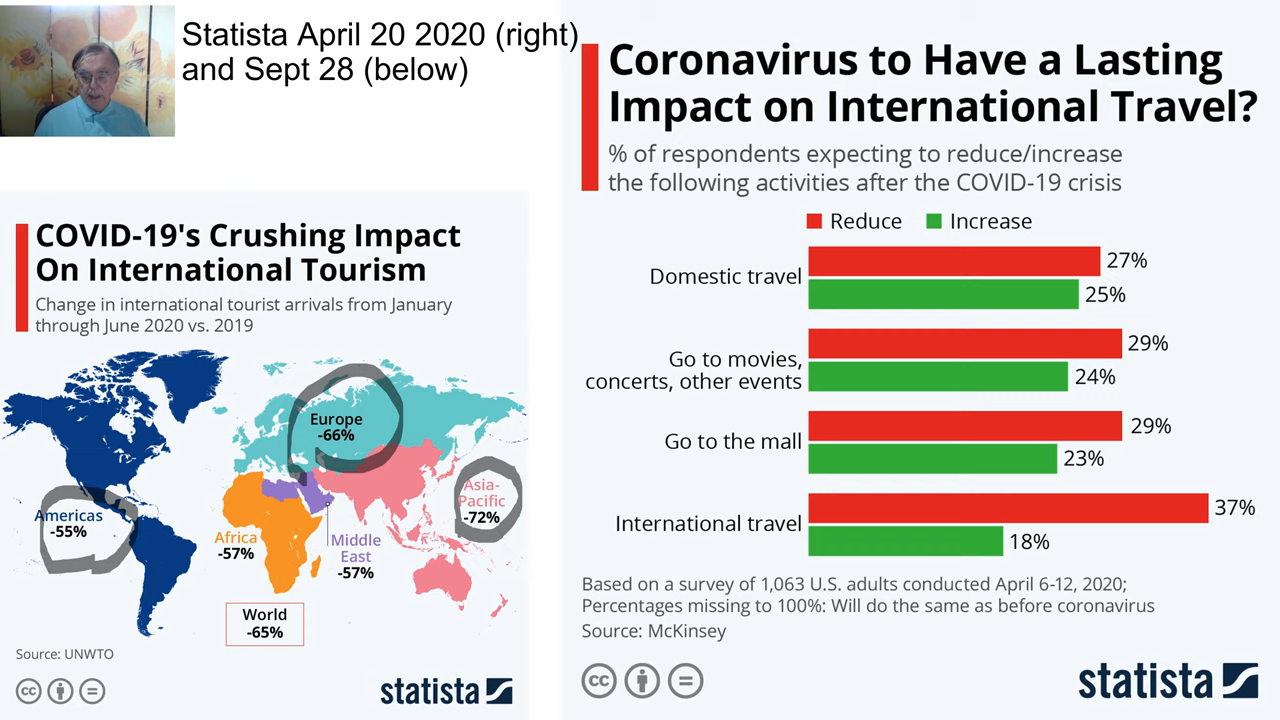 Statista April 20 2020 (right)
and Sept 28 (below)
COVID-19's Crushing Impact
On International Tourism
Change in international tourist arrivals from January
through June 2020 vs. 2019
Europe
-66%
Asia-
Pacific
-72%
Americas
-55%
Africa
-57%
Middle
East
-57%
World
-65%
Source: UNWTO
cc
statista
Coronavirus to Have a Lasting
Impact on International Travel?
% of respondents expecting to reduce/increase
the following activities after the COVID-19 crisis
Reduce Increase
Domestic travel
27%
25%
Go to movies,
concerts, other events
29%
24%
Go to the mall
29%
23%
International travel
37%
18%
Based on a survey of 1,063 U.S. adults conducted April 6-12, 2020;
Percentages missing to 100%: Will do the same as before coronavirus
Source: McKinsey
cc
statista